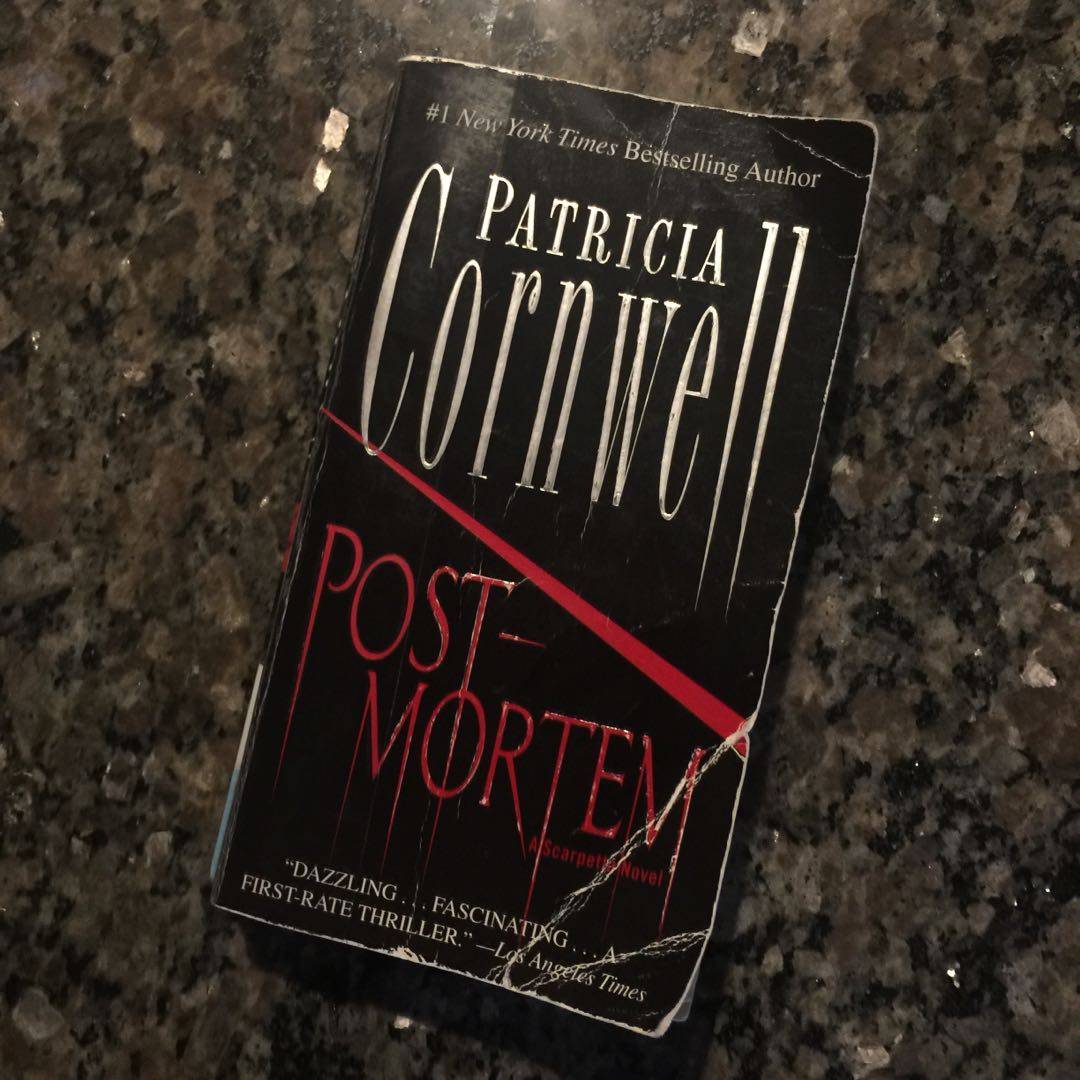 #1 New York Times Bestselling Author
PATRICIA
Cornwell
POST-
MORTEM
A Scarpetta Novel
“DAZZLING . . . FASCINATING . . . A
FIRST-RATE THRILLER.” —Los Angeles Times